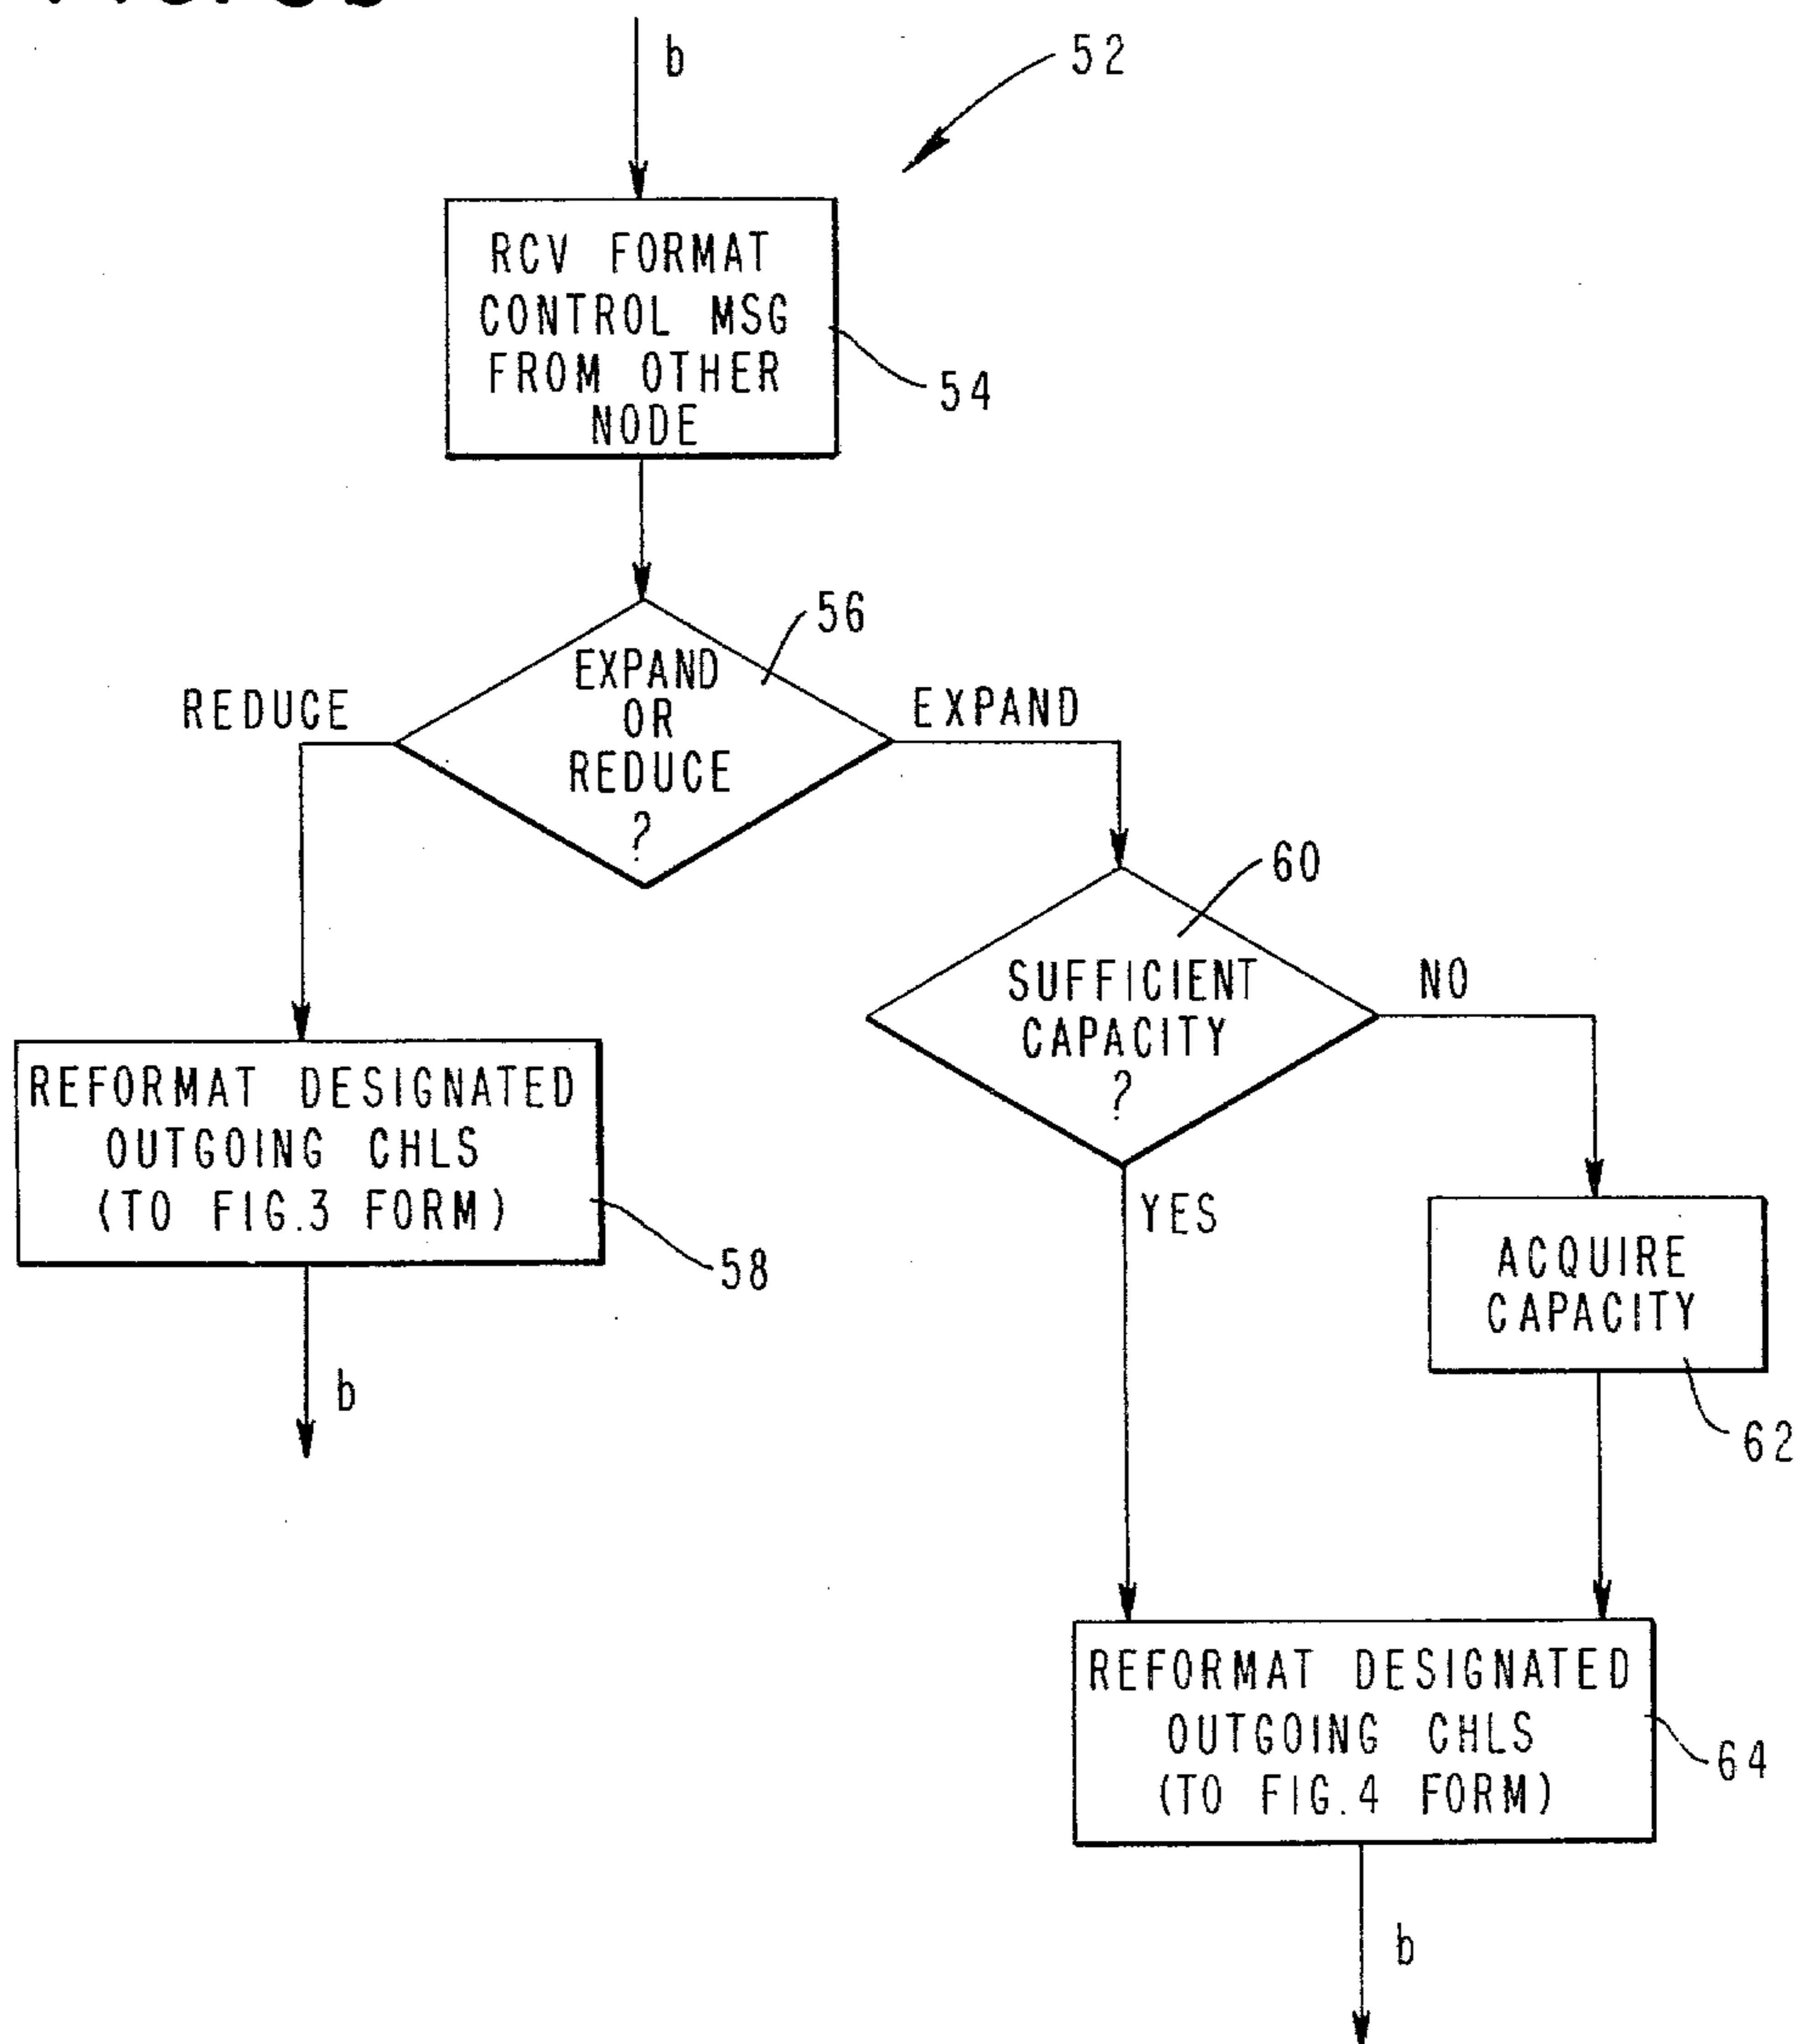 b
52
RCV FORMAT
CONTROL MSG
FROM OTHER
NODE
54
56
EXPAND
OR
REDUCE
?
REDUCE
EXPAND
60
SUFFICIENT
CAPACITY
?
NO
YES
REFORMAT DESIGNATED
OUTGOING CHLS
(TO FIG.3 FORM)
58
b
ACQUIRE
CAPACITY
62
REFORMAT DESIGNATED
OUTGOING CHLS
(TO FIG.4 FORM)
64
b